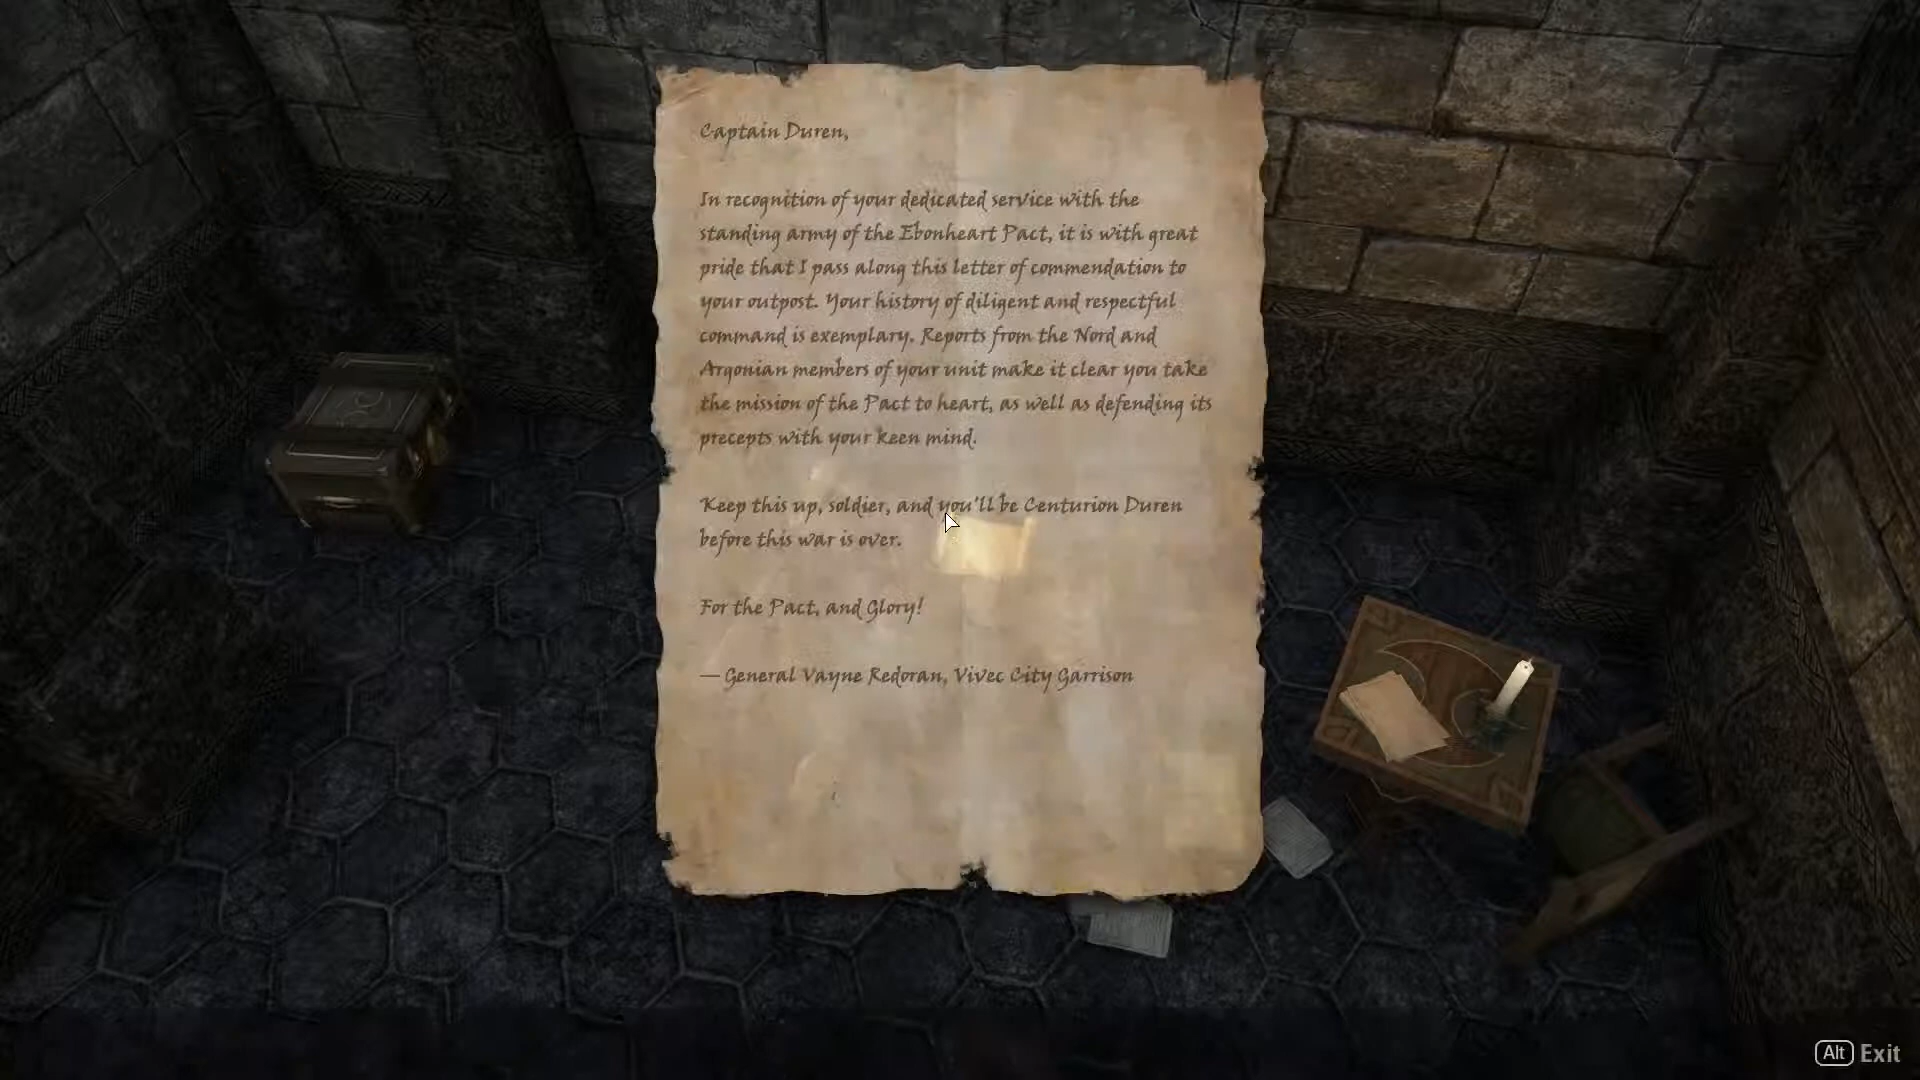 Captain Duren,
In recognition of your dedicated service with the
standing army of the Ebonheart Pact, it is with great
pride that I pass along this letter of commendation to
your outpost. Your history of diligent and respectful
command is exemplary. Reports from the Nord and
Argonian members of your unit make it clear you take
the mission of the Pact to heart, as well as defending its
precepts with your keen mind.
Keep this up, soldier, and you'll be Centurion Duren
before this war is over.
For the Pact, and Glory!
— General Vayne Redoran, Vivec City Garrison
Alt Exit